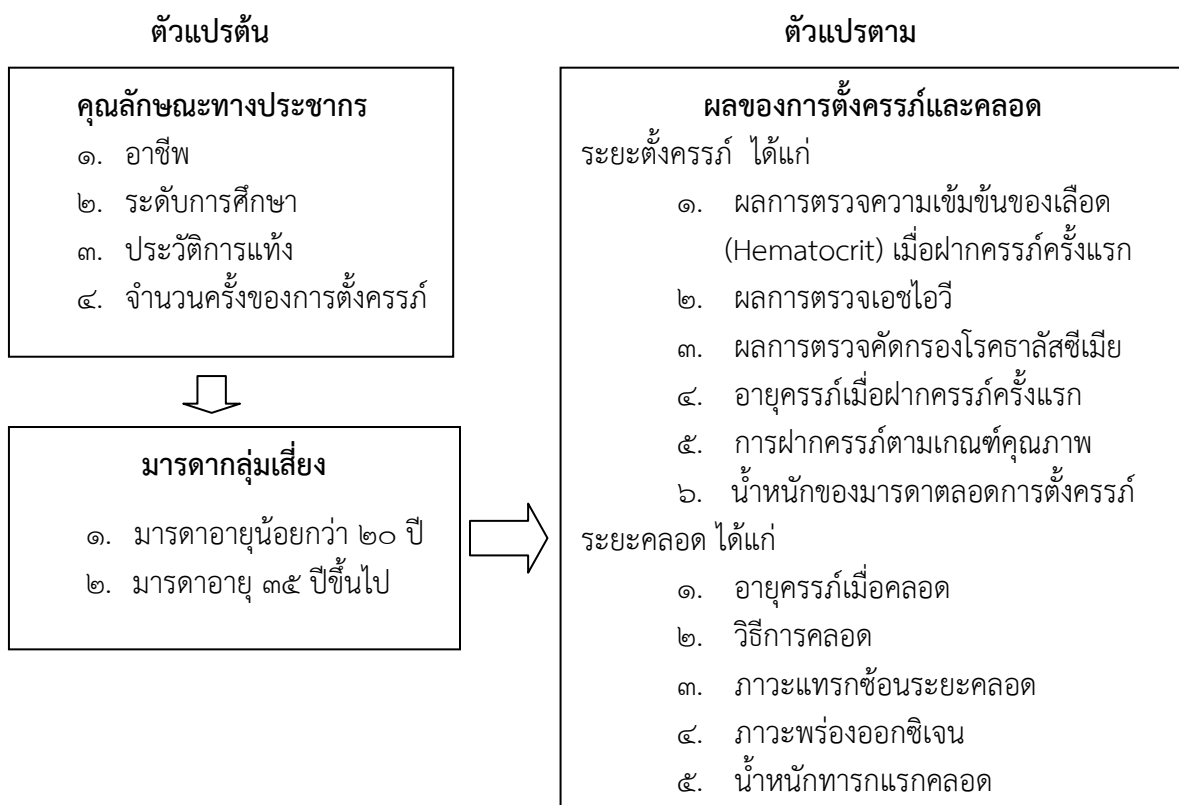 ตัวแปรต้น
คุณลักษณะทางประชากร
๑. อาชีพ
๒. ระดับการศึกษา
๓. ประวัติการแท้ง
๔. จำนวนครั้งของการตั้งครรภ์
มารดากลุ่มเสี่ยง
๑. มารดาอายุน้อยกว่า ๒๐ ปี
๒. มารดาอายุ ๓๕ ปีขึ้นไป
ตัวแปรตาม
ผลของการตั้งครรภ์และคลอด
ระยะตั้งครรภ์ ได้แก่
๑. ผลการตรวจความเข้มข้นของเลือด
(Hematocrit) เมื่อฝากครรภ์ครั้งแรก
๒. ผลการตรวจเอชไอวี
๓. ผลการตรวจคัดกรองโรคธาลัสซีเมีย
๔. อายุครรภ์เมื่อฝากครรภ์ครั้งแรก
๕. การฝากครรภ์ตามเกณฑ์คุณภาพ
๖. น้ำหนักของมารดาตลอดการตั้งครรภ์
ระยะคลอด ได้แก่
๑. อายุครรภ์เมื่อคลอด
๒. วิธีการคลอด
๓. ภาวะแทรกซ้อนระยะคลอด
๔. ภาวะพร่องออกซิเจน
๕. น้ำหนักทารกแรกคลอด